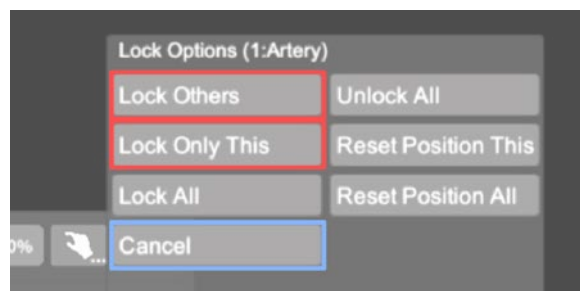 Lock Options (1:Artery)
Lock Others
Unlock All
Lock Only This
Reset Position This
Lock All
Reset Position All
0%
...
Cancel